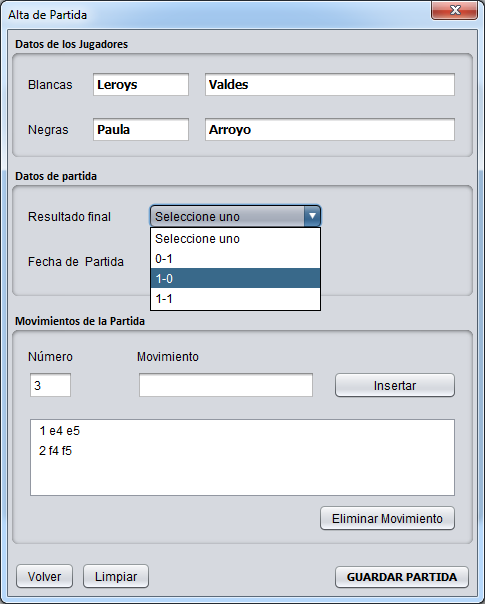 Alta de Partida
Datos de los Jugadores
Blancas Leroys Valdes
Negras Paula Arroyo
Datos de partida
Resultado final Seleccione uno
Seleccione uno
0-1
Fecha de Partida
1-0
1-1
Movimientos de la Partida
Número Movimiento
3 Insertar
1 e4 e5
2 f4 f5
Eliminar Movimiento
Volver Limpiar GUARDAR PARTIDA